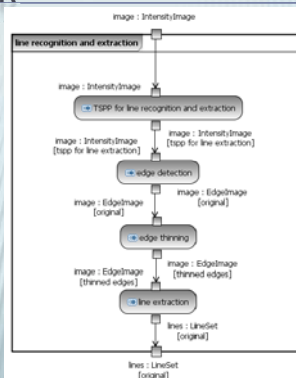 image : IntensityImage
line recognition and extraction
image : IntensityImage
TSPP for line recognition and extraction
image : IntensityImage
[tspp for line extraction]
image : IntensityImage
[tspp for line extraction]
edge detection
image : EdgeImage
[original]
image : EdgeImage
[original]
edge thinning
image : EdgeImage
[thinned edges]
image : EdgeImage
[thinned edges]
line extraction
lines : LineSet
[original]
lines : LineSet
[original]